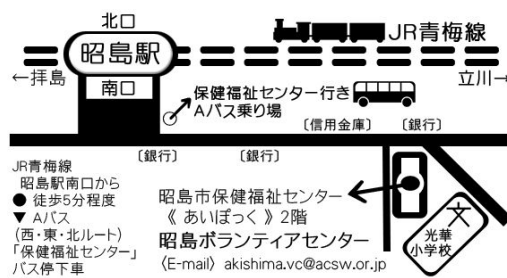 北口
JR青梅線
昭島駅
←拝島
立川→
南口
保健福祉センター行き
Aバス乗り場
〔信用金庫〕
〔銀行〕
〔銀行〕
〔銀行〕
JR青梅線
昭島駅南口から
● 徒歩5分程度
▼ Aバス
(西・東・北ルート)
「保健福祉センター」
バス停下車
昭島市保健福祉センター
《 あいぽっく 》2階
昭島ボランティアセンター
〈E-mail〉akishima.vc@acsw.or.jp
文
光華
小学校